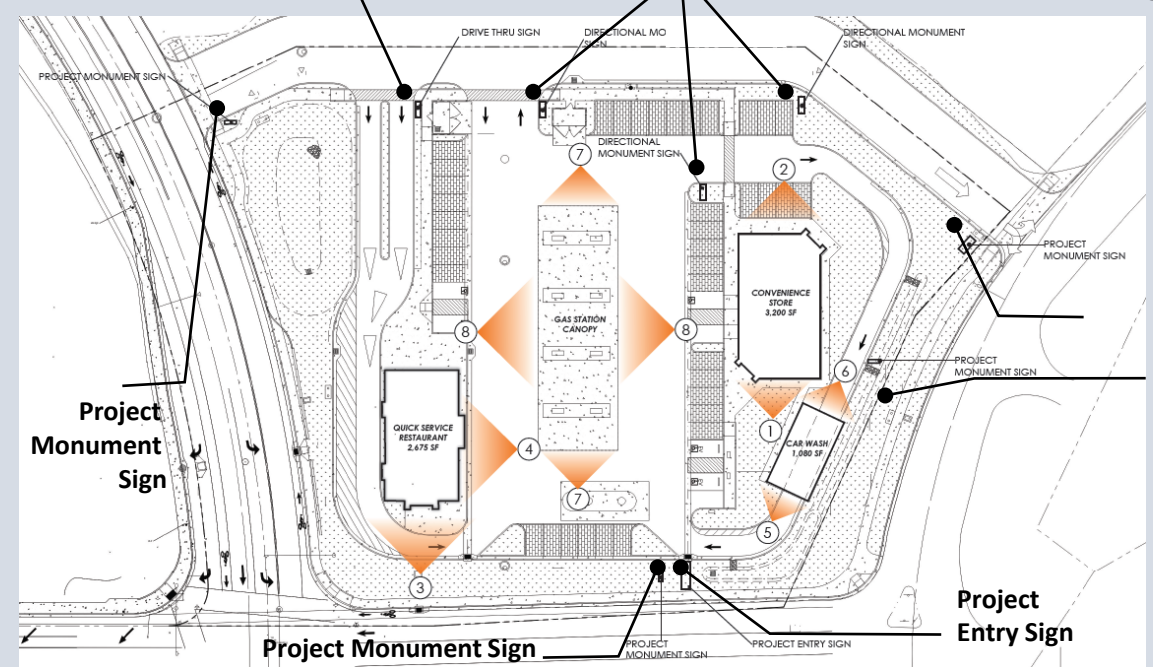 DRIVE THRU SIGN
DIRECTIONAL MO
SIGN
DIRECTIONAL MONUMENT
SIGN
PROJECT MONUMENT SIGN
DIRECTIONAL
MONUMENT SIGN
7
2
PROJECT
MONUMENT SIGN
CONVENIENCE
STORE
3,200 SF
GAS STATION
CANOPY
8
8
PROJECT
MONUMENT SIGN
6
Project
Monument
Sign
QUICK SERVICE
RESTAURANT
2,675 SF
4
1
CAR WASH
1,080 SF
7
5
3
Project Monument Sign
PROJECT
MONUMENT SIGN
PROJECT ENTRY SIGN
Project
Entry Sign